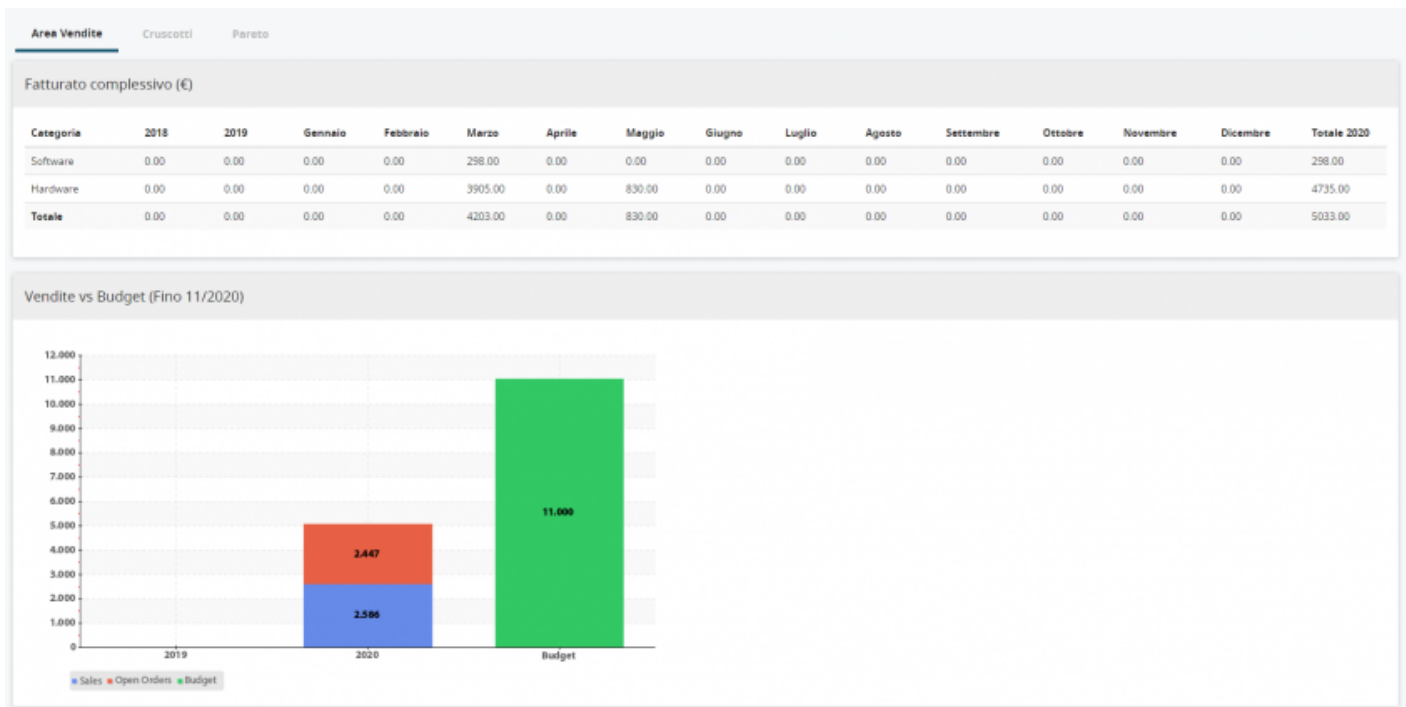 Area Vendite Cruscotti Pareto
Fatturato complessivo (€)
Categoria 2018 2019 Gennaio Febbraio Marzo Aprile Maggio Giugno Luglio Agosto Settembre Ottobre Novembre Dicembre Totale 2020
Software 0.00 0.00 0.00 0.00 298.00 0.00 0.00 0.00 0.00 0.00 0.00 0.00 0.00 0.00 298.00
Hardware 0.00 0.00 0.00 0.00 3905.00 0.00 830.00 0.00 0.00 0.00 0.00 0.00 0.00 0.00 4735.00
Totale 0.00 0.00 0.00 0.00 4203.00 0.00 830.00 0.00 0.00 0.00 0.00 0.00 0.00 0.00 5033.00
Vendite vs Budget (Fino 11/2020)
12.000
11.000
10.000
9.000
8.000
7.000
6.000
5.000
4.000
3.000
2.000
1.000
0
11.000
2.447
2.586
2019 2020 Budget
Sales Open Orders Budget